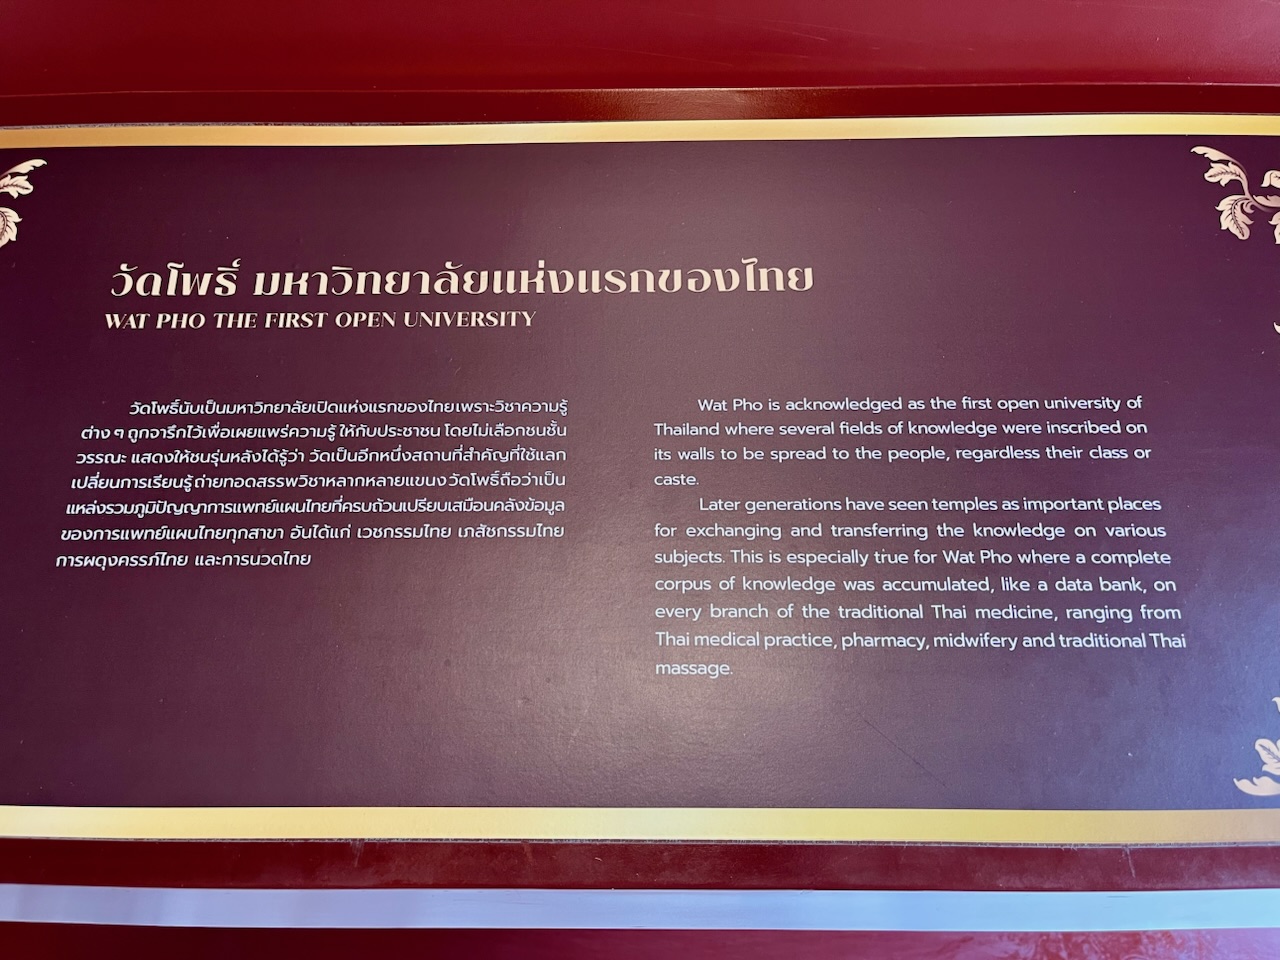 วัดโพธิ์ มหาวิทยาลัยแห่งแรกของไทย
WAT PHO THE FIRST OPEN UNIVERSITY
วัดโพธิ์นับเป็นมหาวิทยาลัยเปิดแห่งแรกของไทยเพราะวิชาความรู้
ต่าง ๆ ถูกจารึกไว้เพื่อเผยแพร่ความรู้ ให้กับประชาชน โดยไม่เลือกชนชั้น
วรรณะ แสดงให้ชนรุ่นหลังได้รู้ว่า วัดเป็นอีกหนึ่งสถานที่สำคัญที่ใช้แลก
เปลี่ยนการเรียนรู้ ถ่ายทอดสรรพวิชาหลากหลายแขนง วัดโพธิ์ถือว่าเป็น
แหล่งรวมภูมิปัญญาการแพทย์แผนไทยที่ครบถ้วนเปรียบเสมือนคลังข้อมูล
ของการแพทย์แผนไทยทุกสาขา อันได้แก่ เวชกรรมไทย เภสัชกรรมไทย
การผดุงครรภ์ไทย และการนวดไทย
Wat Pho is acknowledged as the first open university of
Thailand where several fields of knowledge were inscribed on
its walls to be spread to the people, regardless their class or
caste.
Later generations have seen temples as important places
for exchanging and transferring the knowledge on various
subjects. This is especially true for Wat Pho where a complete
corpus of knowledge was accumulated, like a data bank, on
every branch of the traditional Thai medicine, ranging from
Thai medical practice, pharmacy, midwifery and traditional Thai
massage.